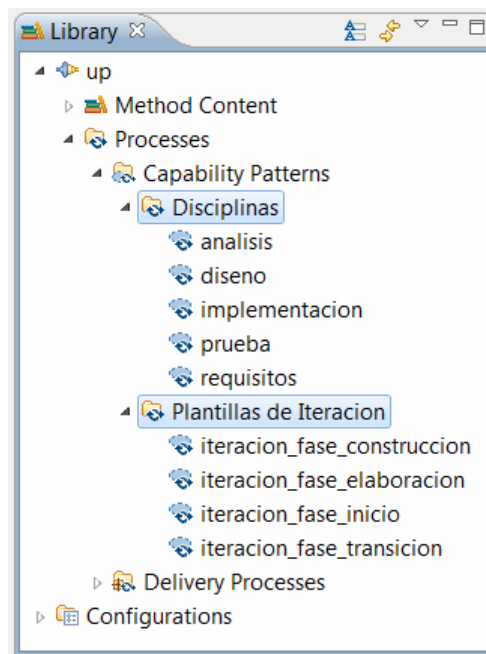 Library
up
Method Content
Processes
Capability Patterns
Disciplinas
analisis
diseno
implementacion
prueba
requisitos
Plantillas de Iteracion
iteracion_fase_construccion
iteracion_fase_elaboracion
iteracion_fase_inicio
iteracion_fase_transicion
Delivery Processes
Configurations